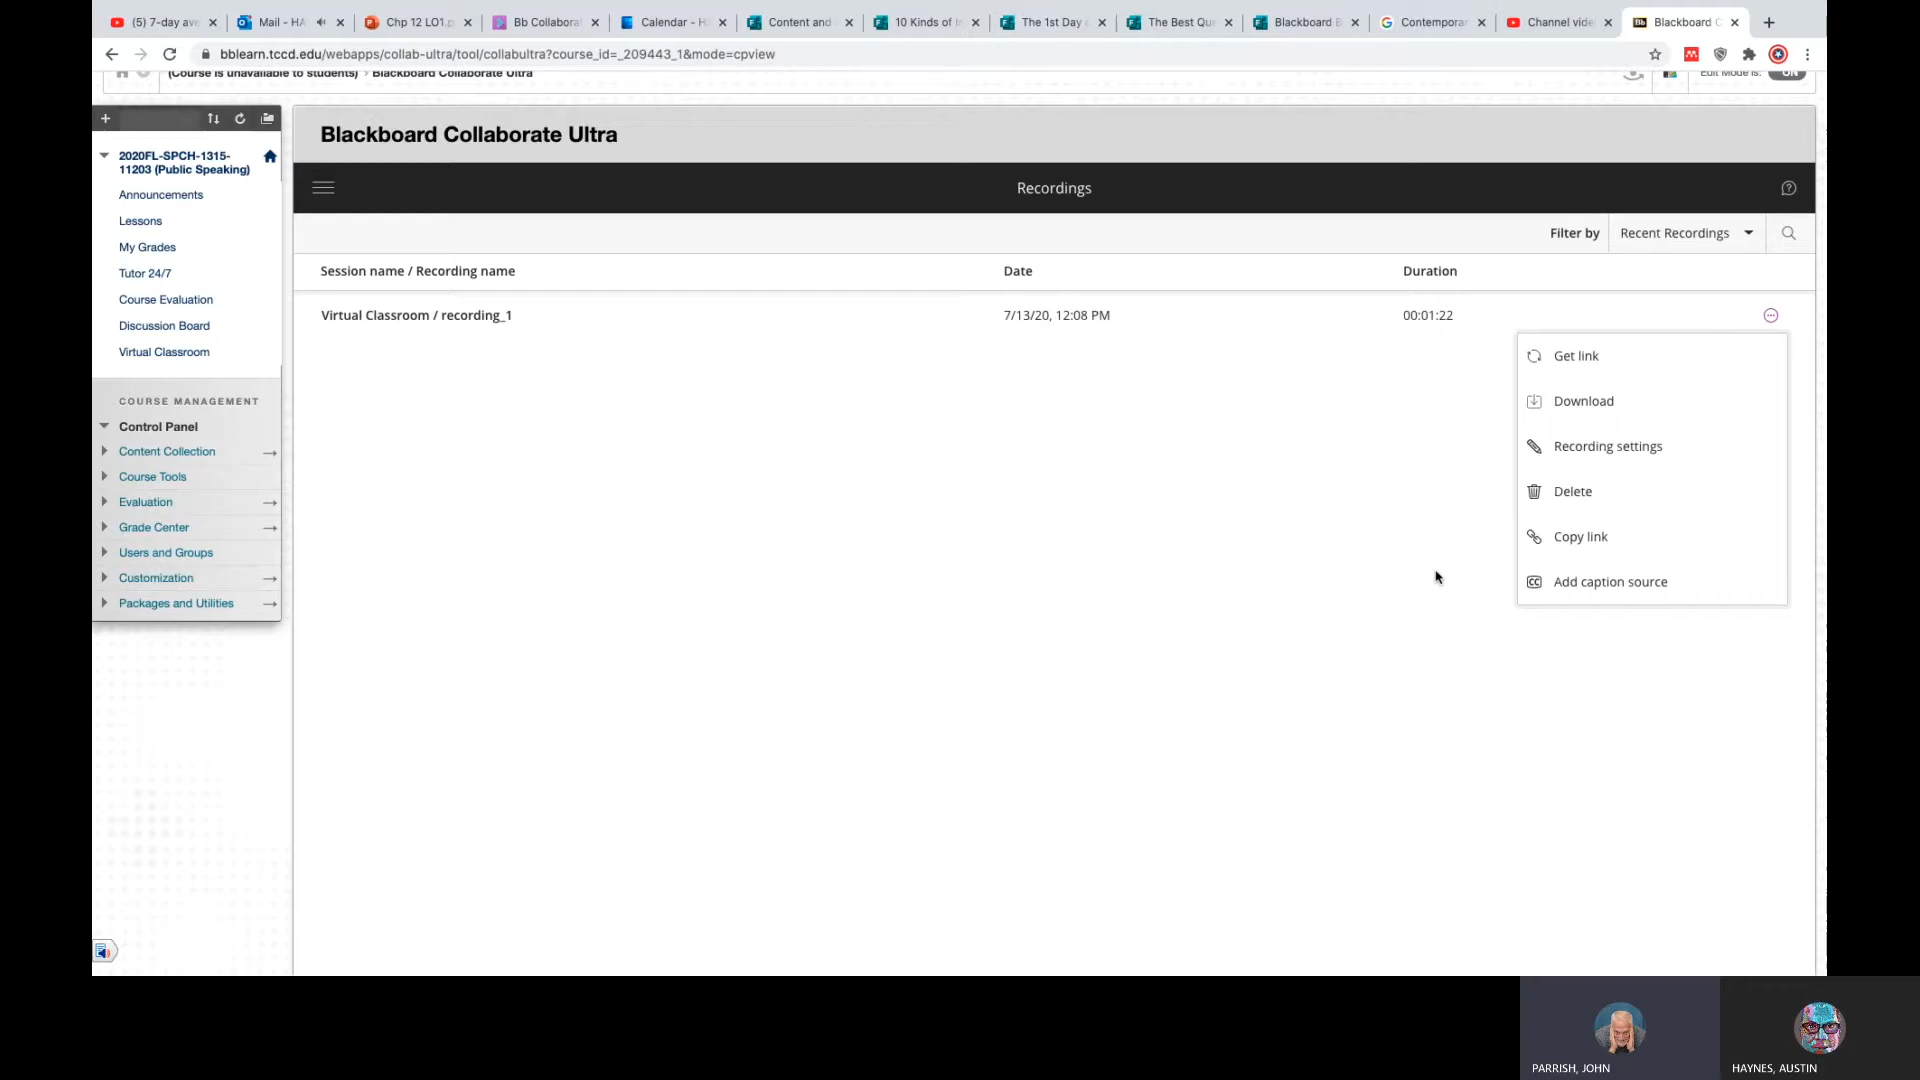 (5) 7-day ave
Mail - HA
Chp 12 LO1.p
Bb Collabora
Calendar - H
Content and
10 Kinds of I
The 1st Day
The Best Qu
Blackboard B
Contemporar
Channel vide
Blackboard C
bblearn.tccd.edu/webapps/collab-ultra/tool/collabultra?course_id=_209443_1&mode=cpview
(Course is unavailable to students) > Blackboard Collaborate Ultra
Edit Mode is: ON
2020FL-SPCH-1315-
11203 (Public Speaking)
Announcements
Lessons
My Grades
Tutor 24/7
Course Evaluation
Discussion Board
Virtual Classroom
COURSE MANAGEMENT
Control Panel
Content Collection
Course Tools
Evaluation
Grade Center
Users and Groups
Customization
Packages and Utilities
Blackboard Collaborate Ultra
Recordings
Filter by Recent Recordings
Session name / Recording name Date Duration
Virtual Classroom / recording_1 7/13/20, 12:08 PM 00:01:22
Get link
Download
Recording settings
Delete
Copy link
Add caption source
PARRISH, JOHN
HAYNES, AUSTIN